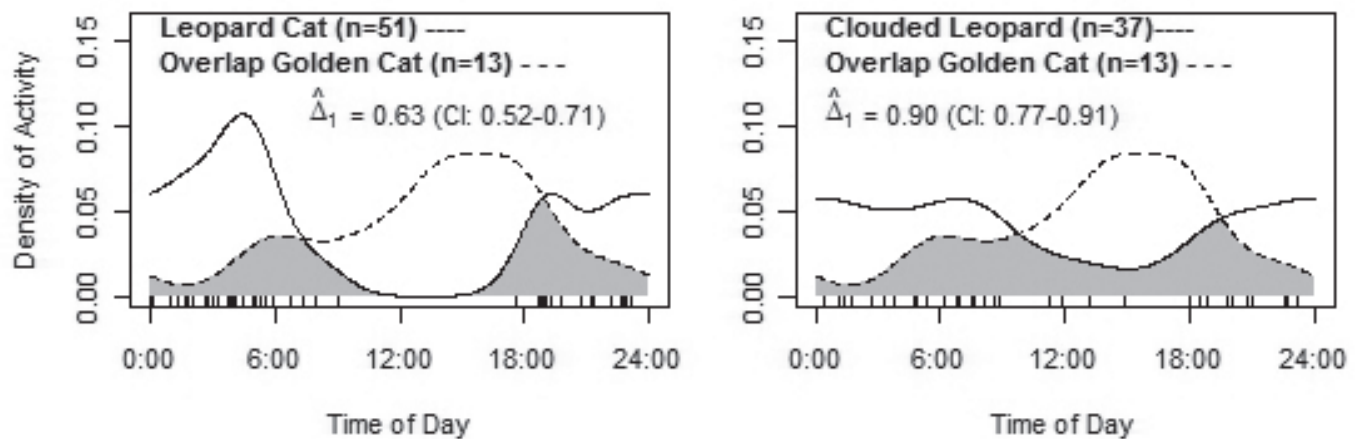 Density of Activity
0.15
0.10
0.05
0.00
Leopard Cat (n=51) ----
Overlap Golden Cat (n=13) - - -
Δ̂₁ = 0.63 (CI: 0.52-0.71)
0:00 6:00 12:00 18:00 24:00
Time of Day
0.15
0.10
0.05
0.00
Clouded Leopard (n=37)----
Overlap Golden Cat (n=13) - - -
Δ̂₁ = 0.90 (CI: 0.77-0.91)
0:00 6:00 12:00 18:00 24:00
Time of Day